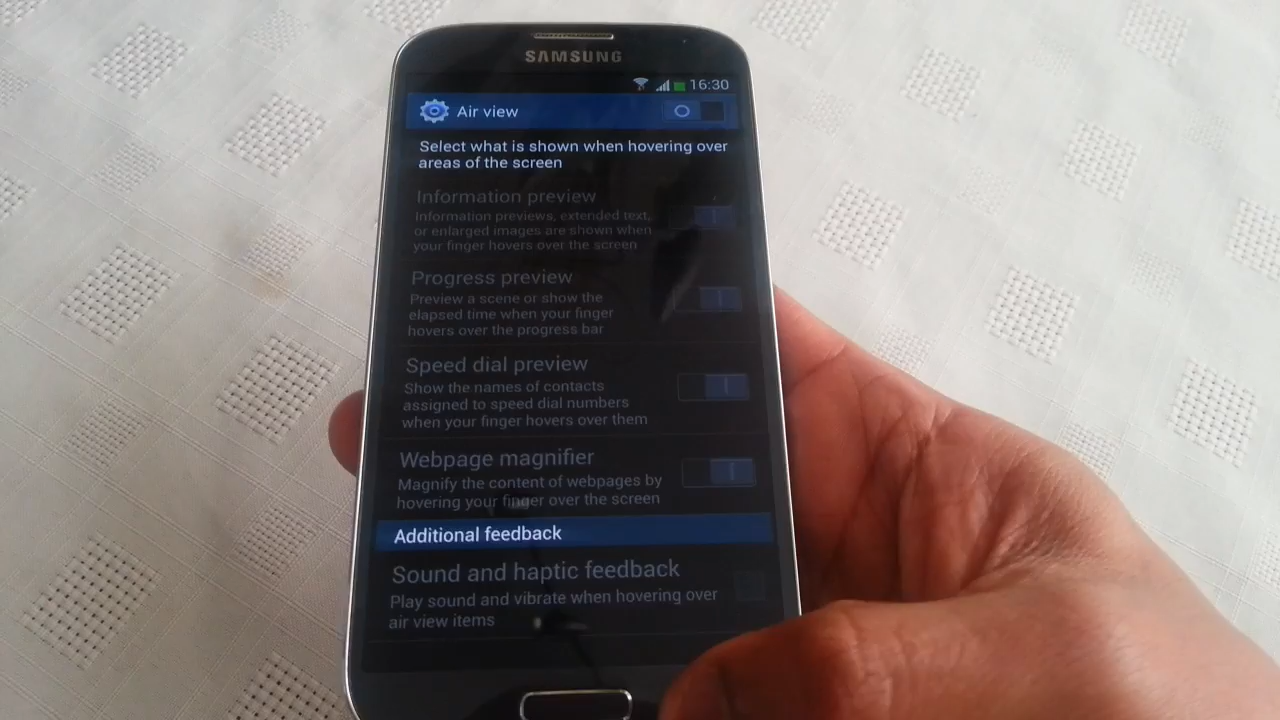 SAMSUNG
16:30
Air view
Select what is shown when hovering over
areas of the screen
Information preview
Information previews, extended text,
or enlarged images are shown when
your finger hovers over the screen
Progress preview
Preview a scene or show the
elapsed time when your finger
hovers over the progress bar
Speed dial preview
Show the names of contacts
assigned to speed dial numbers
when your finger hovers over them
Webpage magnifier
Magnify the content of webpages by
hovering your finger over the screen
Additional feedback
Sound and haptic feedback
Play sound and vibrate when hovering over
air view items